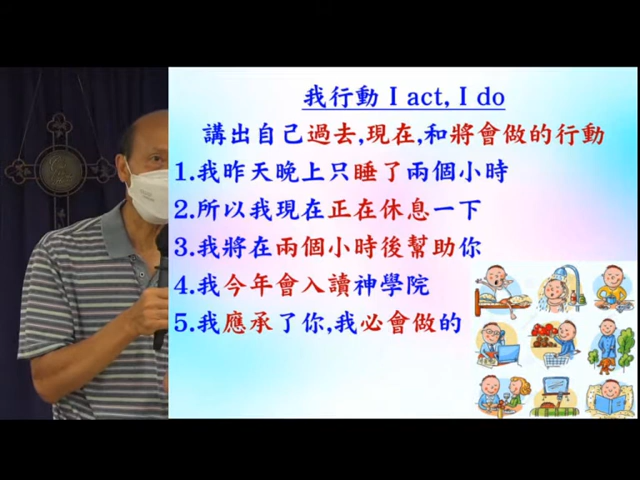 我行動 I act, I do
講出自己過去,現在,和將會做的行動
1.我昨天晚上只睡了兩個小時
2.所以我現在正在休息一下
3.我將在兩個小時後幫助你
4.我今年會入讀神學院
5.我應承了你,我必會做的